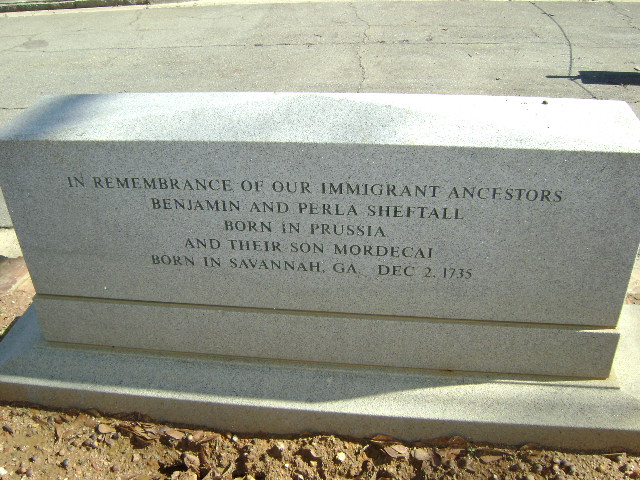 IN REMEMBRANCE OF OUR IMMIGRANT ANCESTORS
BENJAMIN AND PERLA SHEFTALL
BORN IN PRUSSIA
AND THEIR SON MORDECAI
BORN IN SAVANNAH, GA. DEC 2, 1735